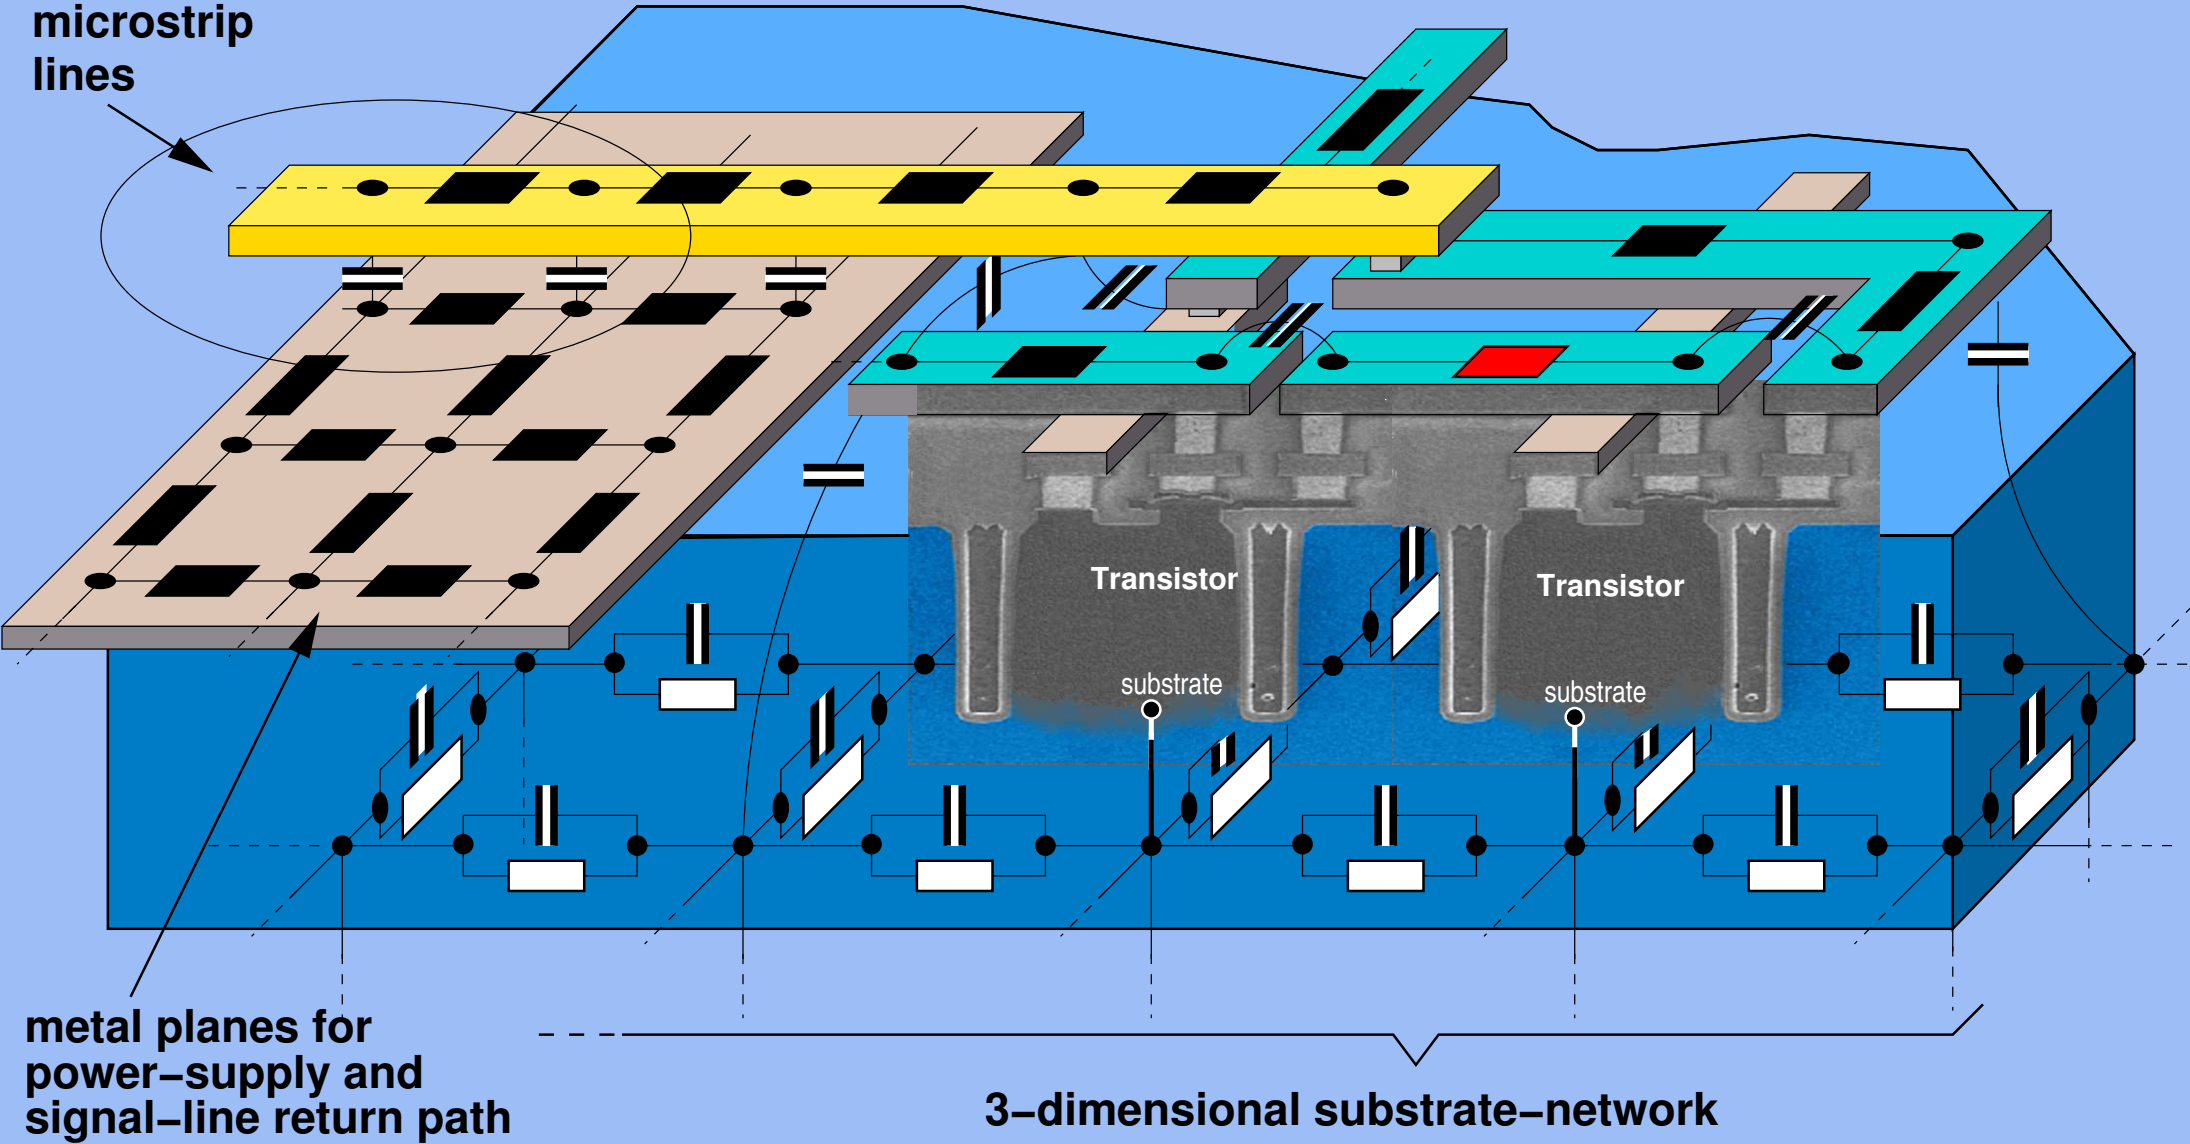 microstrip
lines
Transistor
Transistor
substrate
substrate
metal planes for
power−supply and
signal−line return path
3−dimensional substrate−network